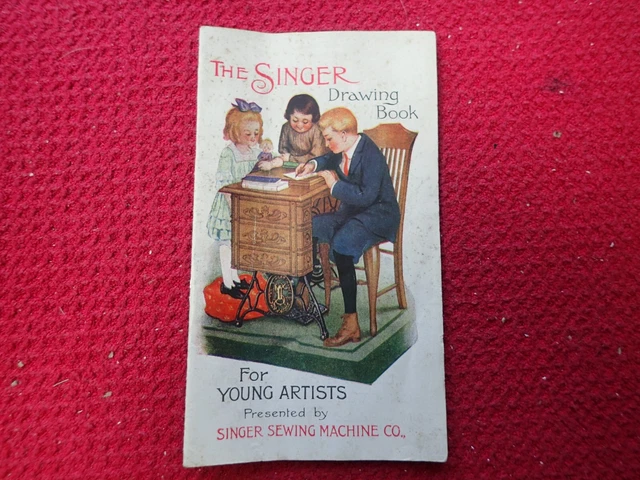 THE SINGER
Drawing
Book
For
YOUNG ARTISTS
Presented by
SINGER SEWING MACHINE CO.,